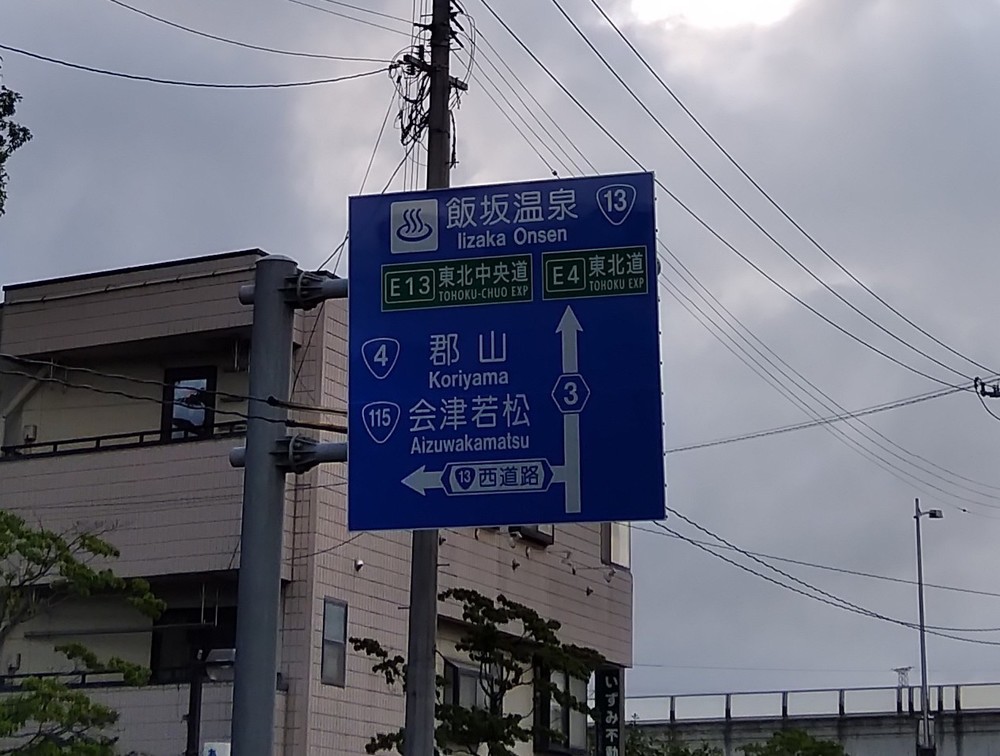 飯坂温泉 13
Iizaka Onsen
E13 東北中央道
TOHOKU-CHUO EXP
E4 東北道
TOHOKU EXP
4 郡山
Koriyama
3
115 会津若松
Aizuwakamatsu
13 西道路
いずみ不動